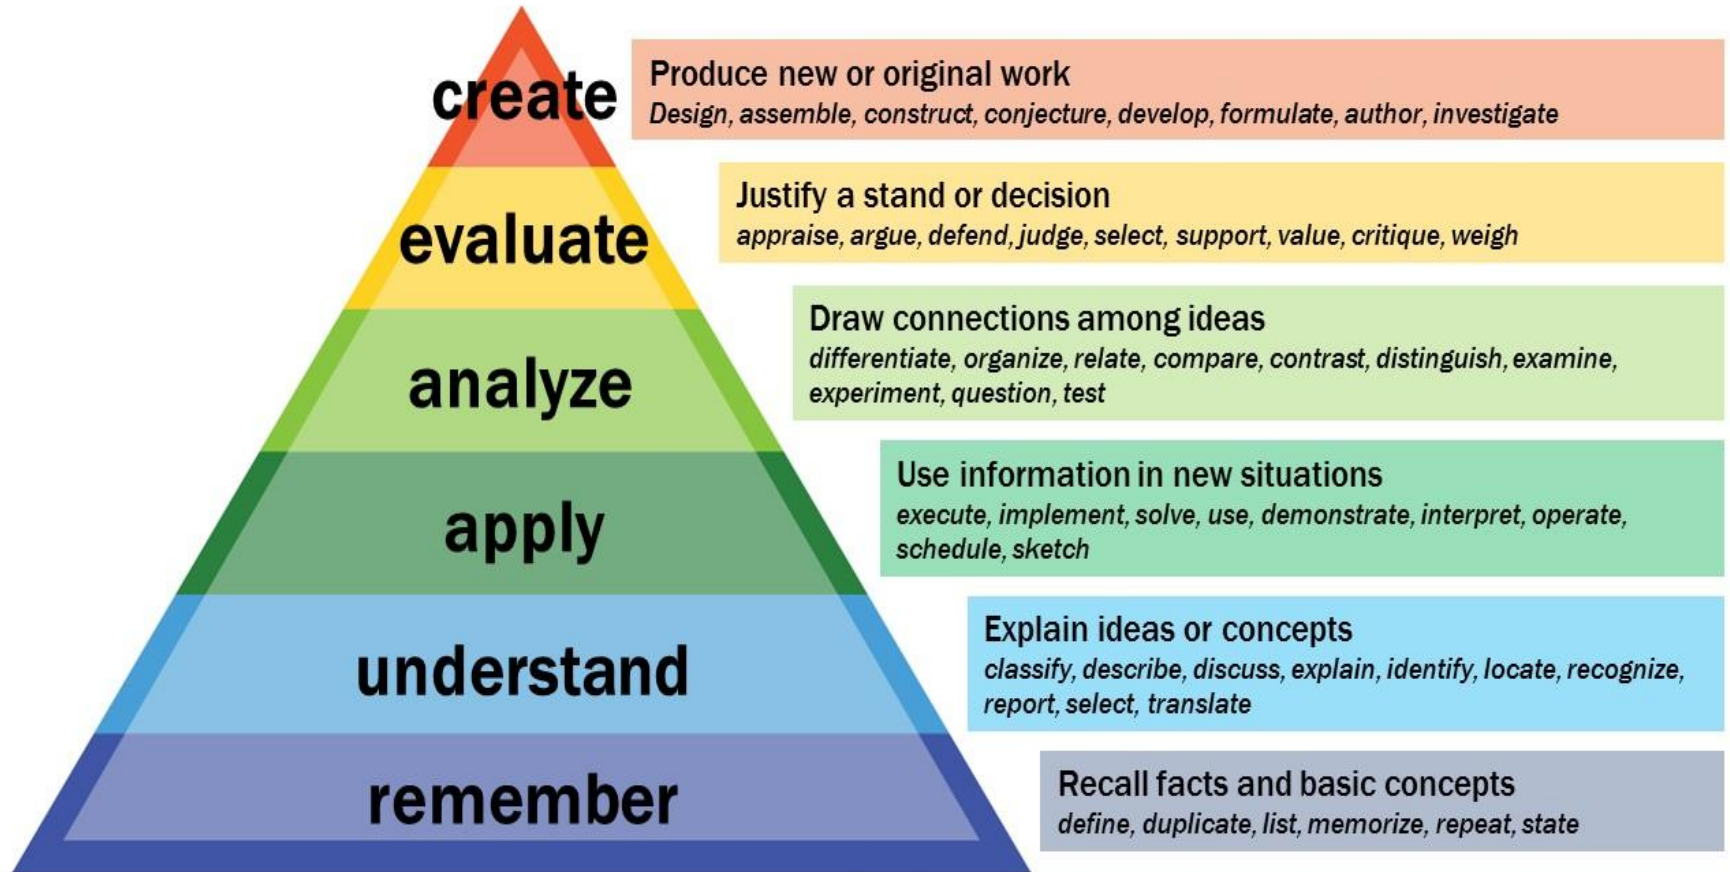 create
Produce new or original work
Design, assemble, construct, conjecture, develop, formulate, author, investigate
evaluate
Justify a stand or decision
appraise, argue, defend, judge, select, support, value, critique, weigh
analyze
Draw connections among ideas
differentiate, organize, relate, compare, contrast, distinguish, examine,
experiment, question, test
apply
Use information in new situations
execute, implement, solve, use, demonstrate, interpret, operate,
schedule, sketch
understand
Explain ideas or concepts
classify, describe, discuss, explain, identify, locate, recognize,
report, select, translate
remember
Recall facts and basic concepts
define, duplicate, list, memorize, repeat, state